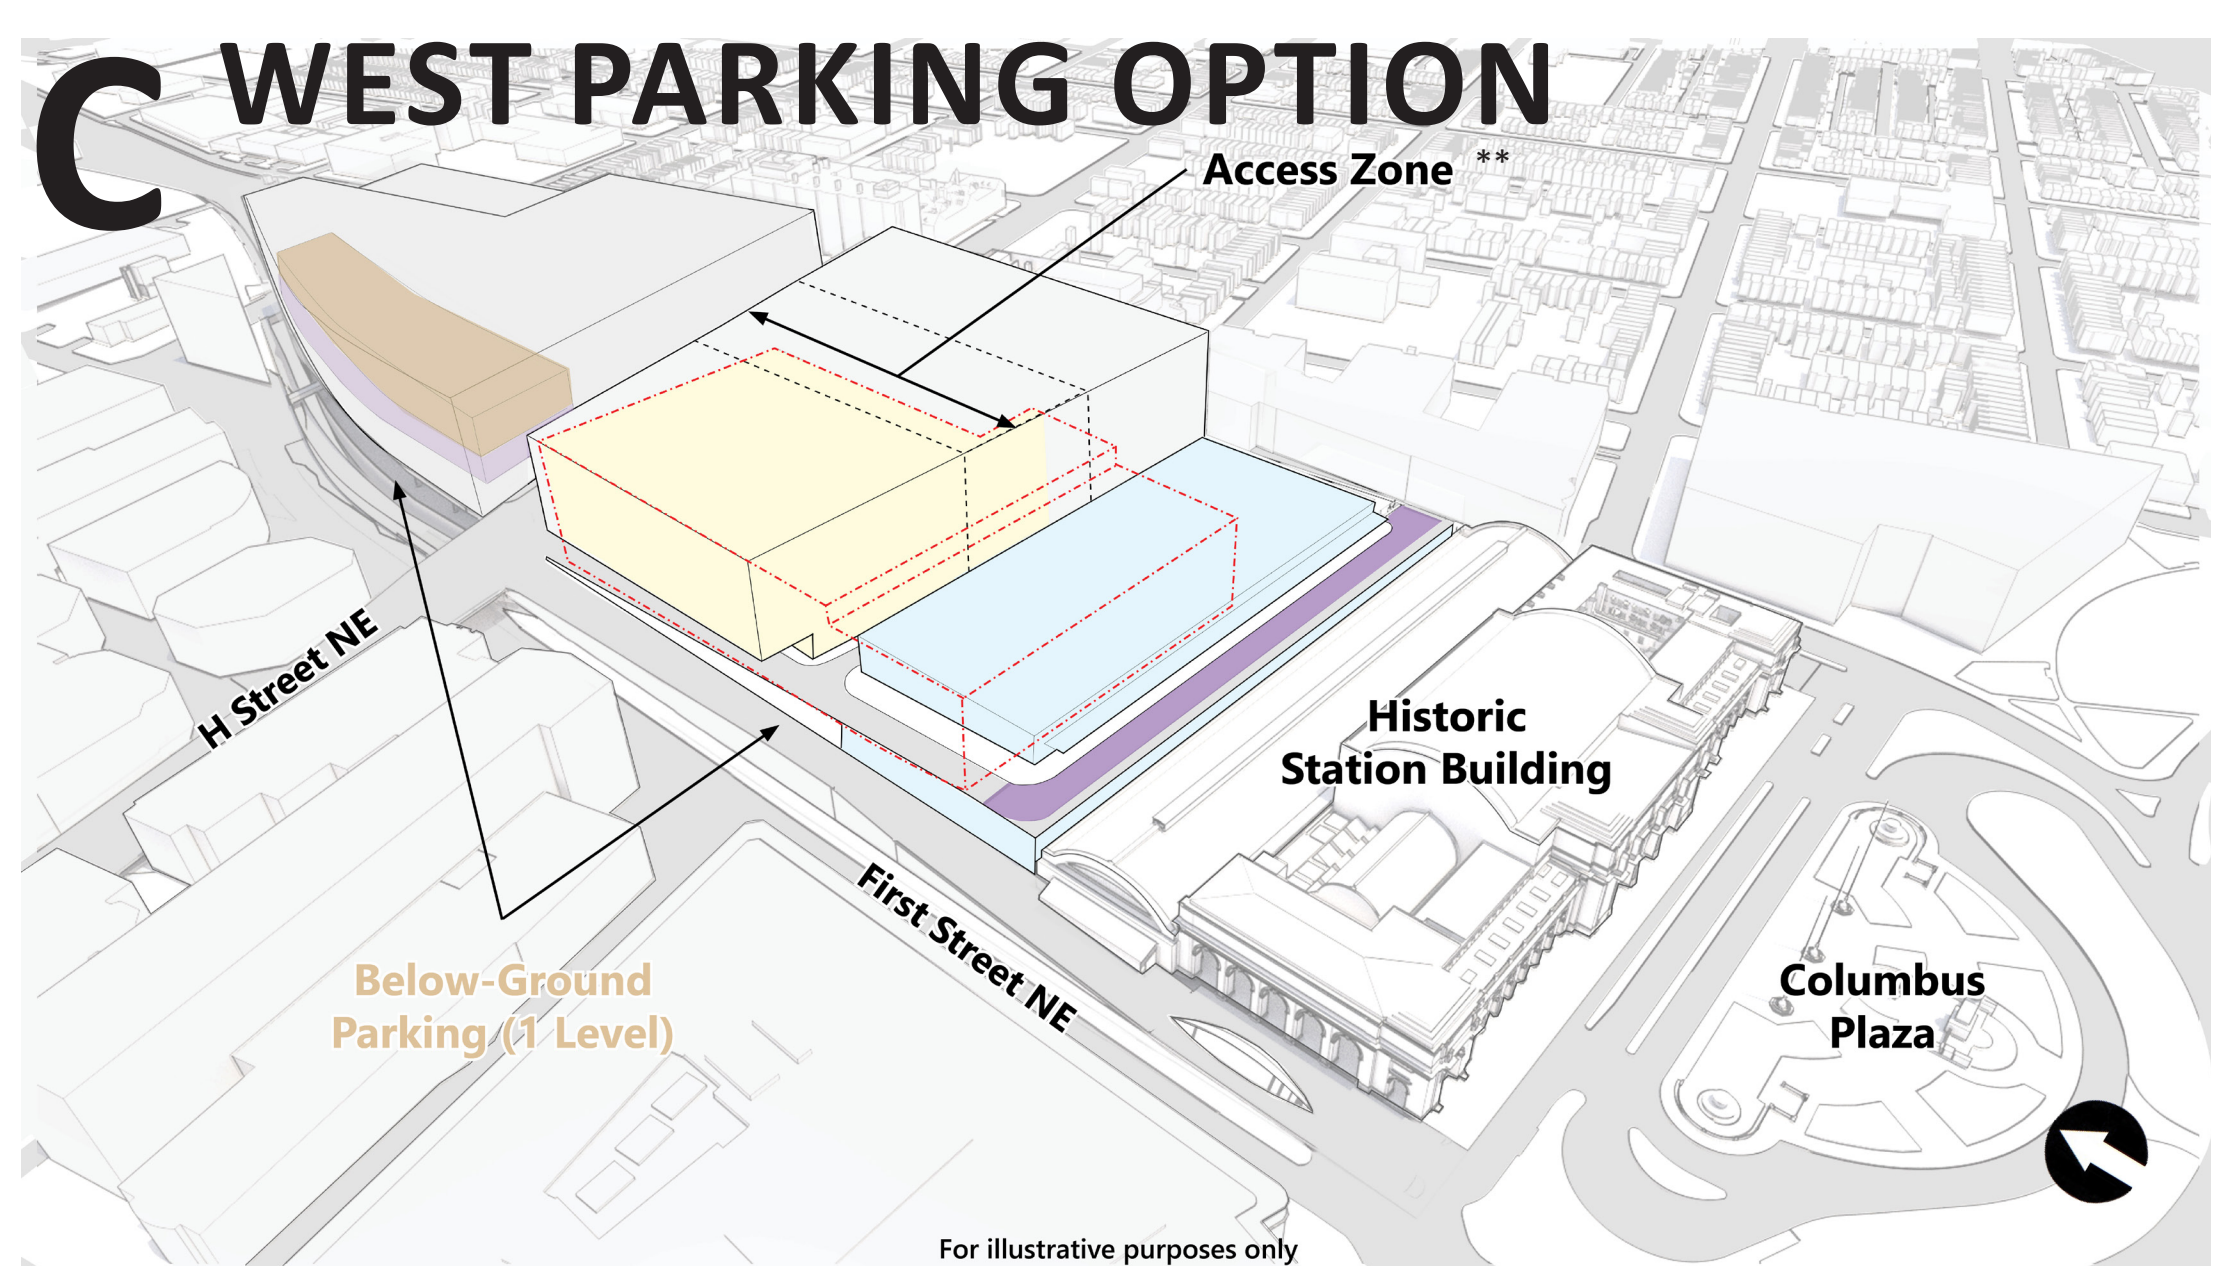 C WEST PARKING OPTION
Access Zone **
H Street NE
Historic
Station Building
First Street NE
Below-Ground
Parking (1 Level)
Columbus
Plaza
For illustrative purposes only